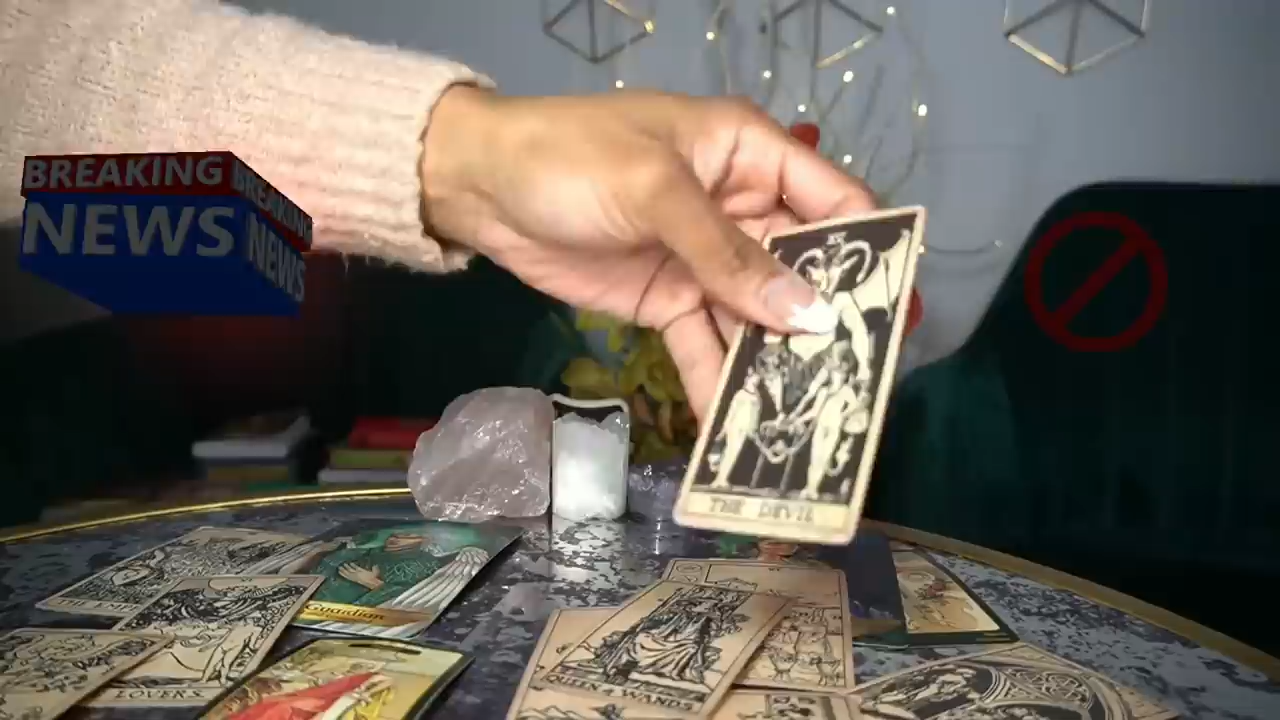 BREAKING
BREAKING
NEWS
NEWS
THE DEVIL
Guardian
LOVERS
QUEEN of WANDS